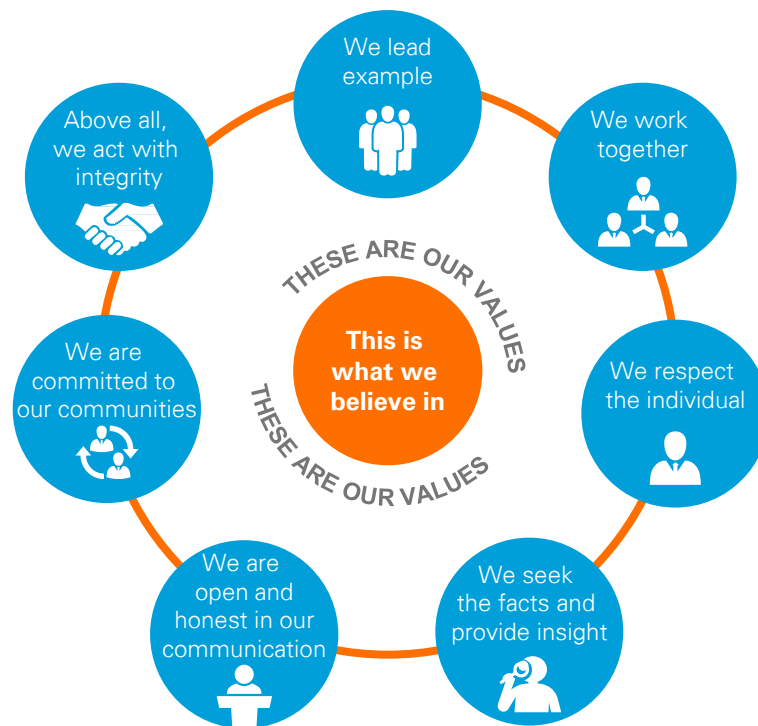 We lead
example
We work
together
We respect
the individual
We seek
the facts and
provide insight
We are
open and
honest in our
communication
We are
committed to
our communities
Above all,
we act with
integrity
THESE ARE OUR VALUES
This is
what we
believe in
THESE ARE OUR VALUES